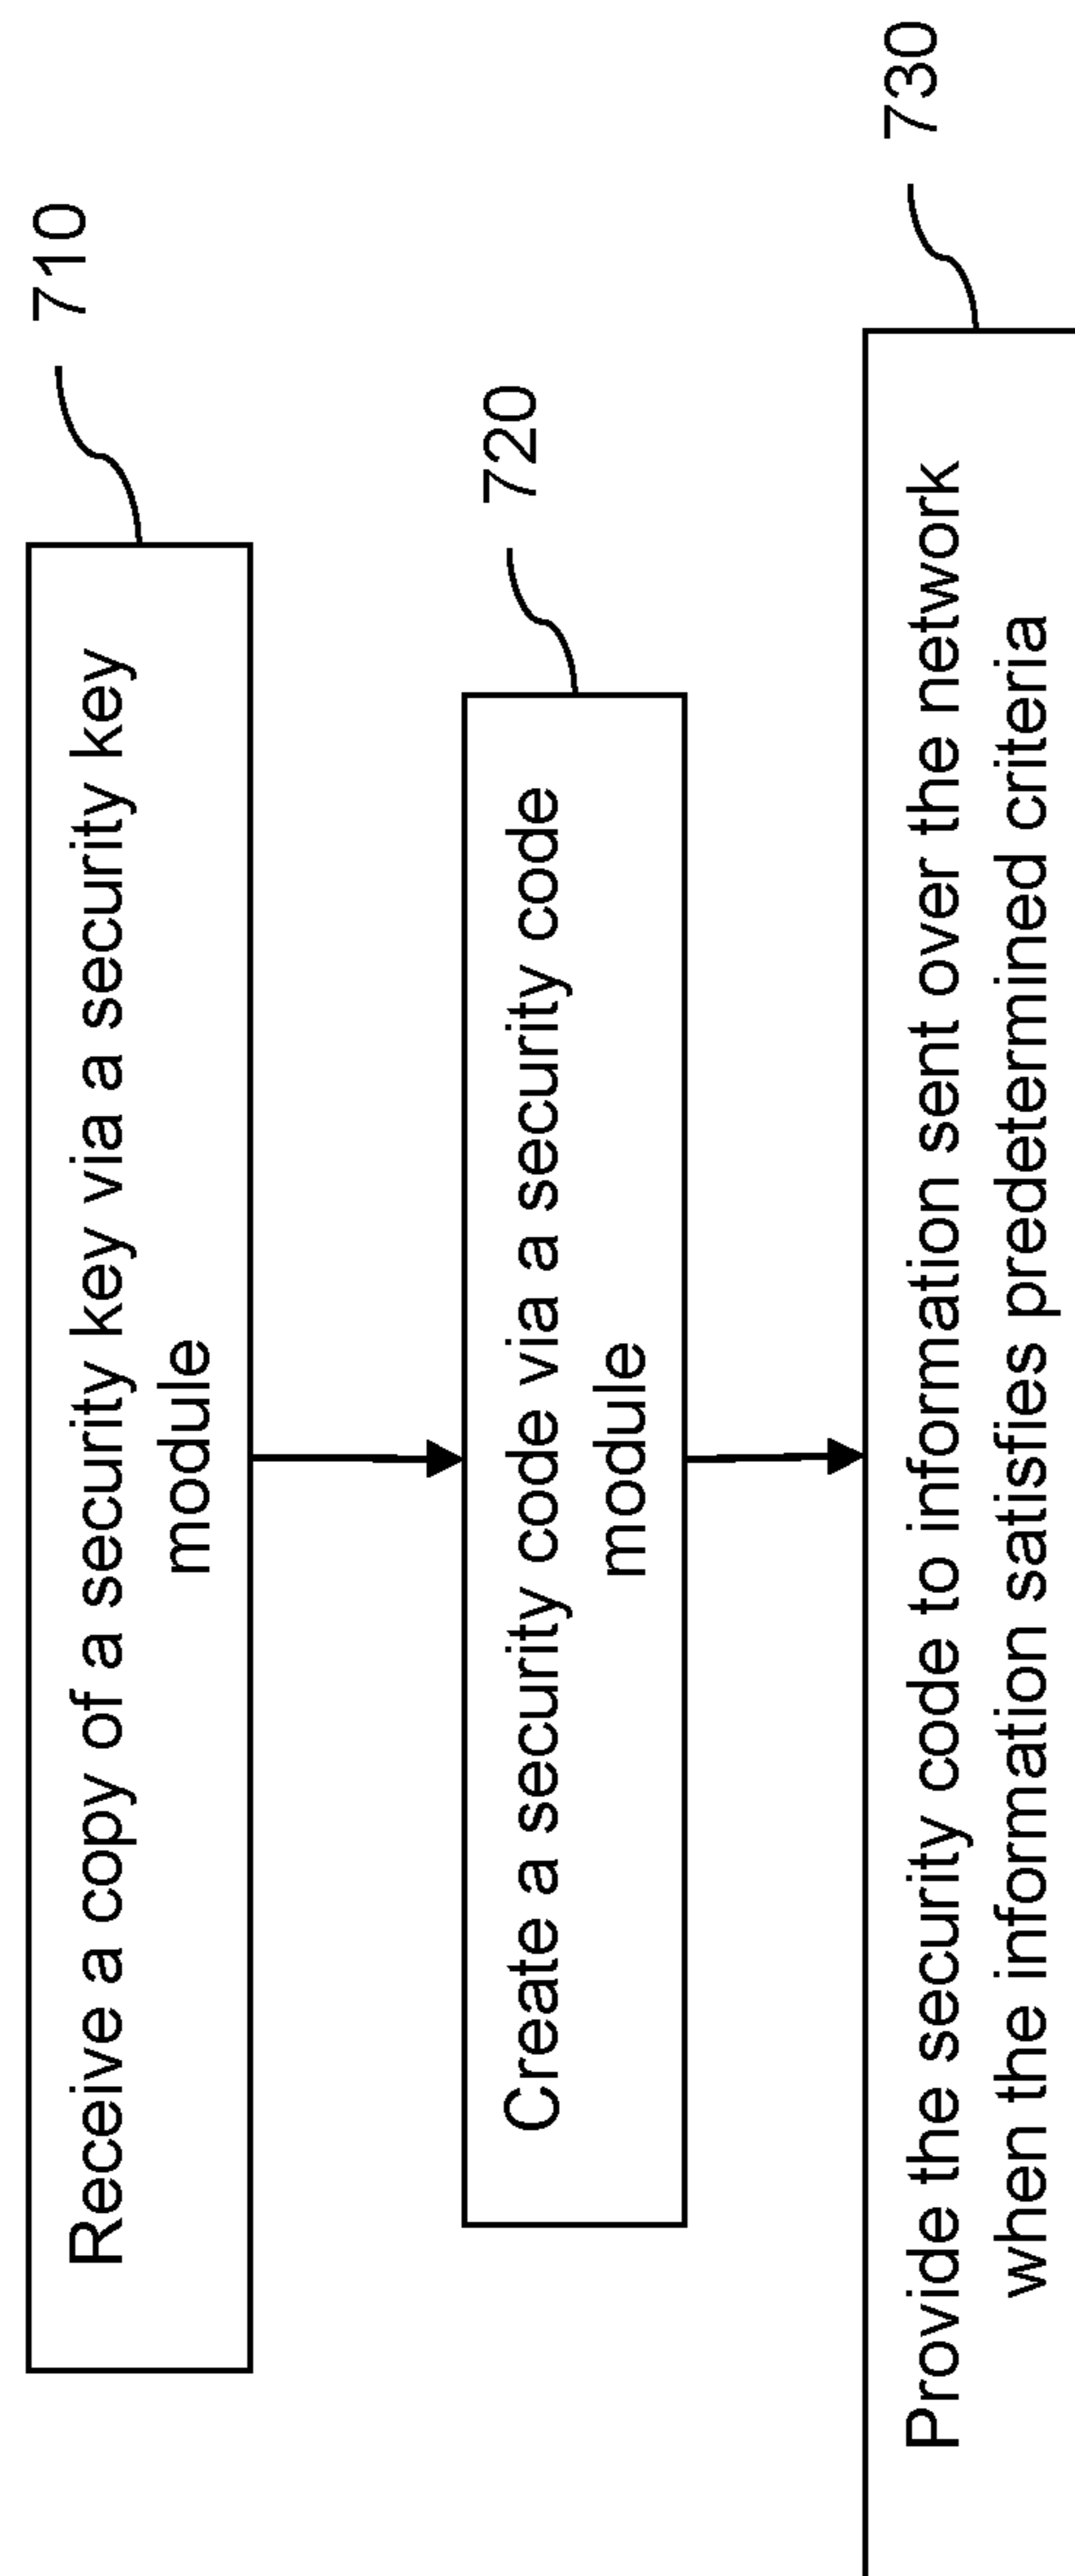 710
Receive a copy of a security key via a security key
module
720
Create a security code via a security code
module
730
Provide the security code to information sent over the network
when the information satisfies predetermined criteria